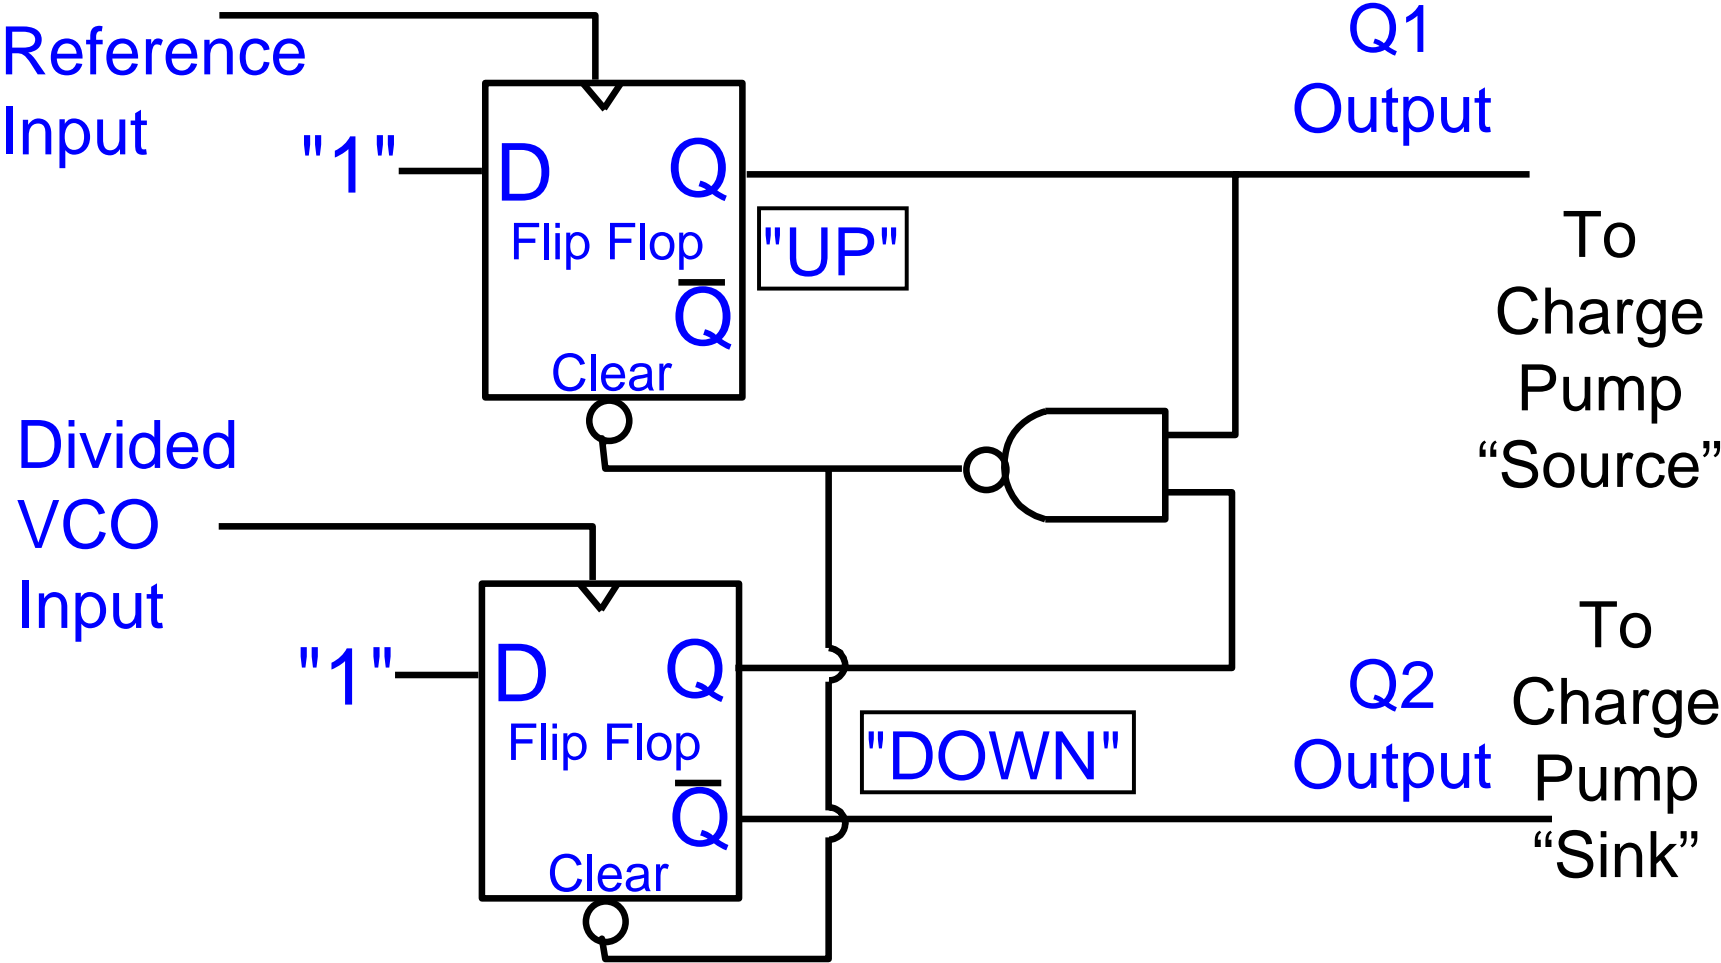 Reference
Input
"1"
D
Q
Flip Flop
Q̅
Clear
"UP"
Q1
Output
To
Charge
Pump
“Source”
Divided
VCO
Input
"1"
D
Q
Flip Flop
Q̅
Clear
"DOWN"
Q2
Output
To
Charge
Pump
“Sink”